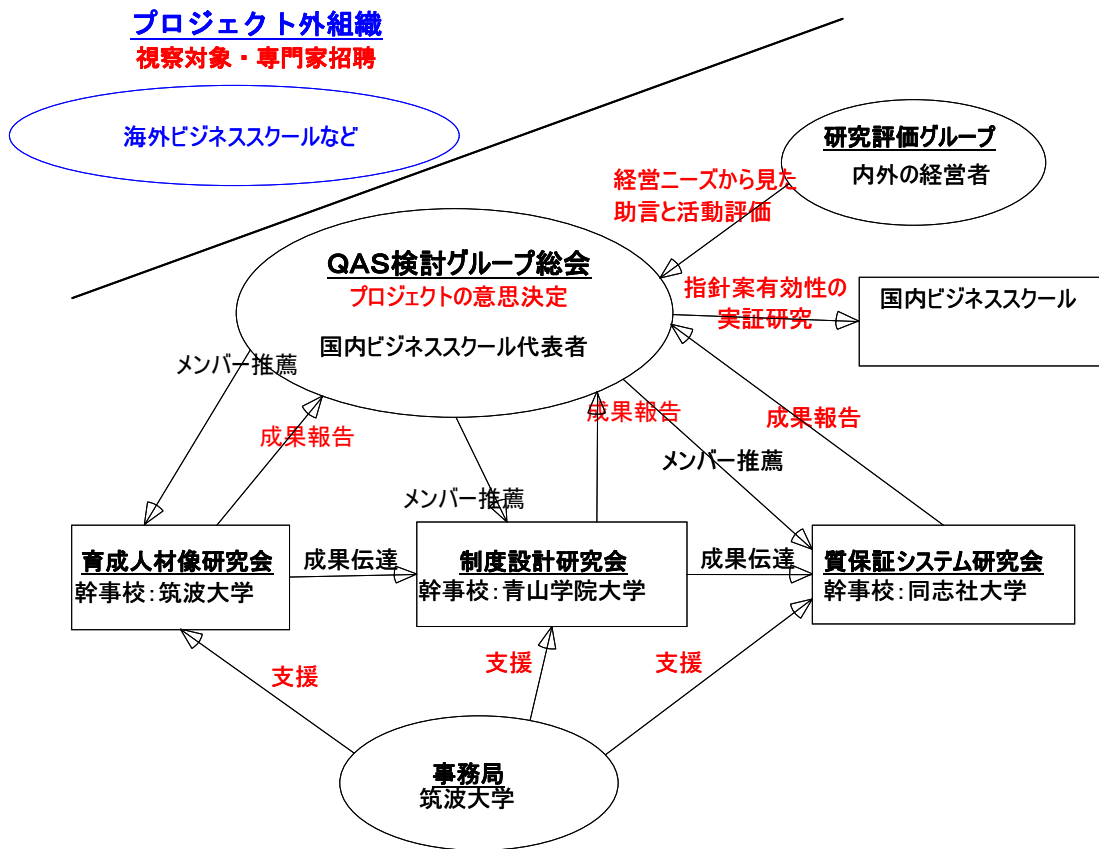 プロジェクト外組織
視察対象・専門家招聘
海外ビジネススクールなど
研究評価グループ
内外の経営者
経営ニーズから見た
助言と活動評価
QAS検討グループ総会
プロジェクトの意思決定
国内ビジネススクール代表者
指針案有効性の
実証研究
国内ビジネススクール
メンバー推薦
成果報告
成果報告
成果報告
メンバー推薦
メンバー推薦
育成人材像研究会
幹事校：筑波大学
成果伝達
制度設計研究会
幹事校：青山学院大学
成果伝達
質保証システム研究会
幹事校：同志社大学
支援
支援
支援
事務局
筑波大学